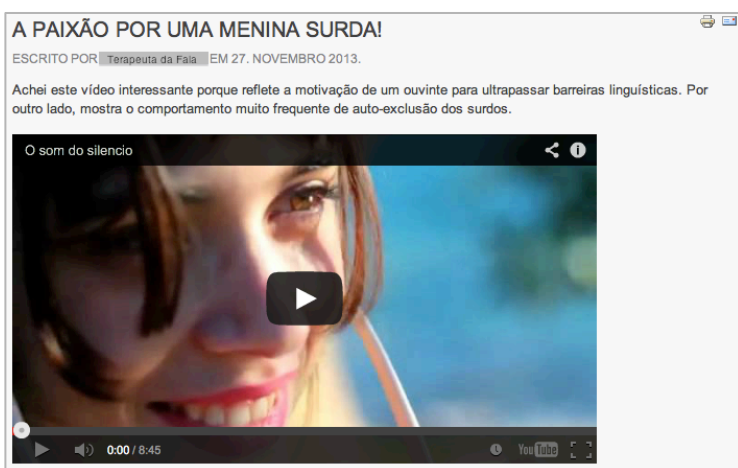 A PAIXÃO POR UMA MENINA SURDA!
ESCRITO POR Terapeuta da Fala EM 27. NOVEMBRO 2013.
Achei este vídeo interessante porque reflete a motivação de um ouvinte para ultrapassar barreiras linguísticas. Por
outro lado, mostra o comportamento muito frequente de auto-exclusão dos surdos.
O som do silencio
0:00 / 8:45
YouTube